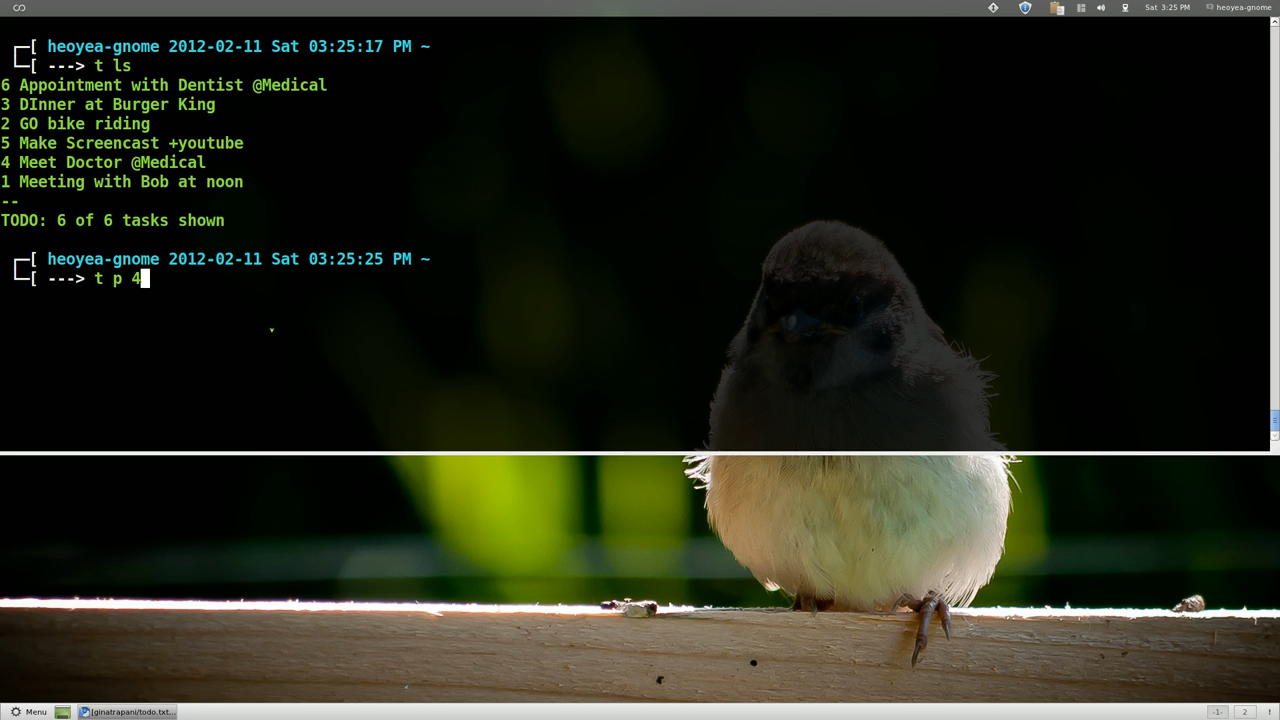 Sat 3:25 PM heoyea-gnome
[ heoyea-gnome 2012-02-11 Sat 03:25:17 PM ~
[ ---> t ls
6 Appointment with Dentist @Medical
3 DInner at Burger King
2 GO bike riding
5 Make Screencast +youtube
4 Meet Doctor @Medical
1 Meeting with Bob at noon
--
TODO: 6 of 6 tasks shown
[ heoyea-gnome 2012-02-11 Sat 03:25:25 PM ~
[ ---> t p 4
Menu [ginatrapani/todo.txt... -1- 2 !